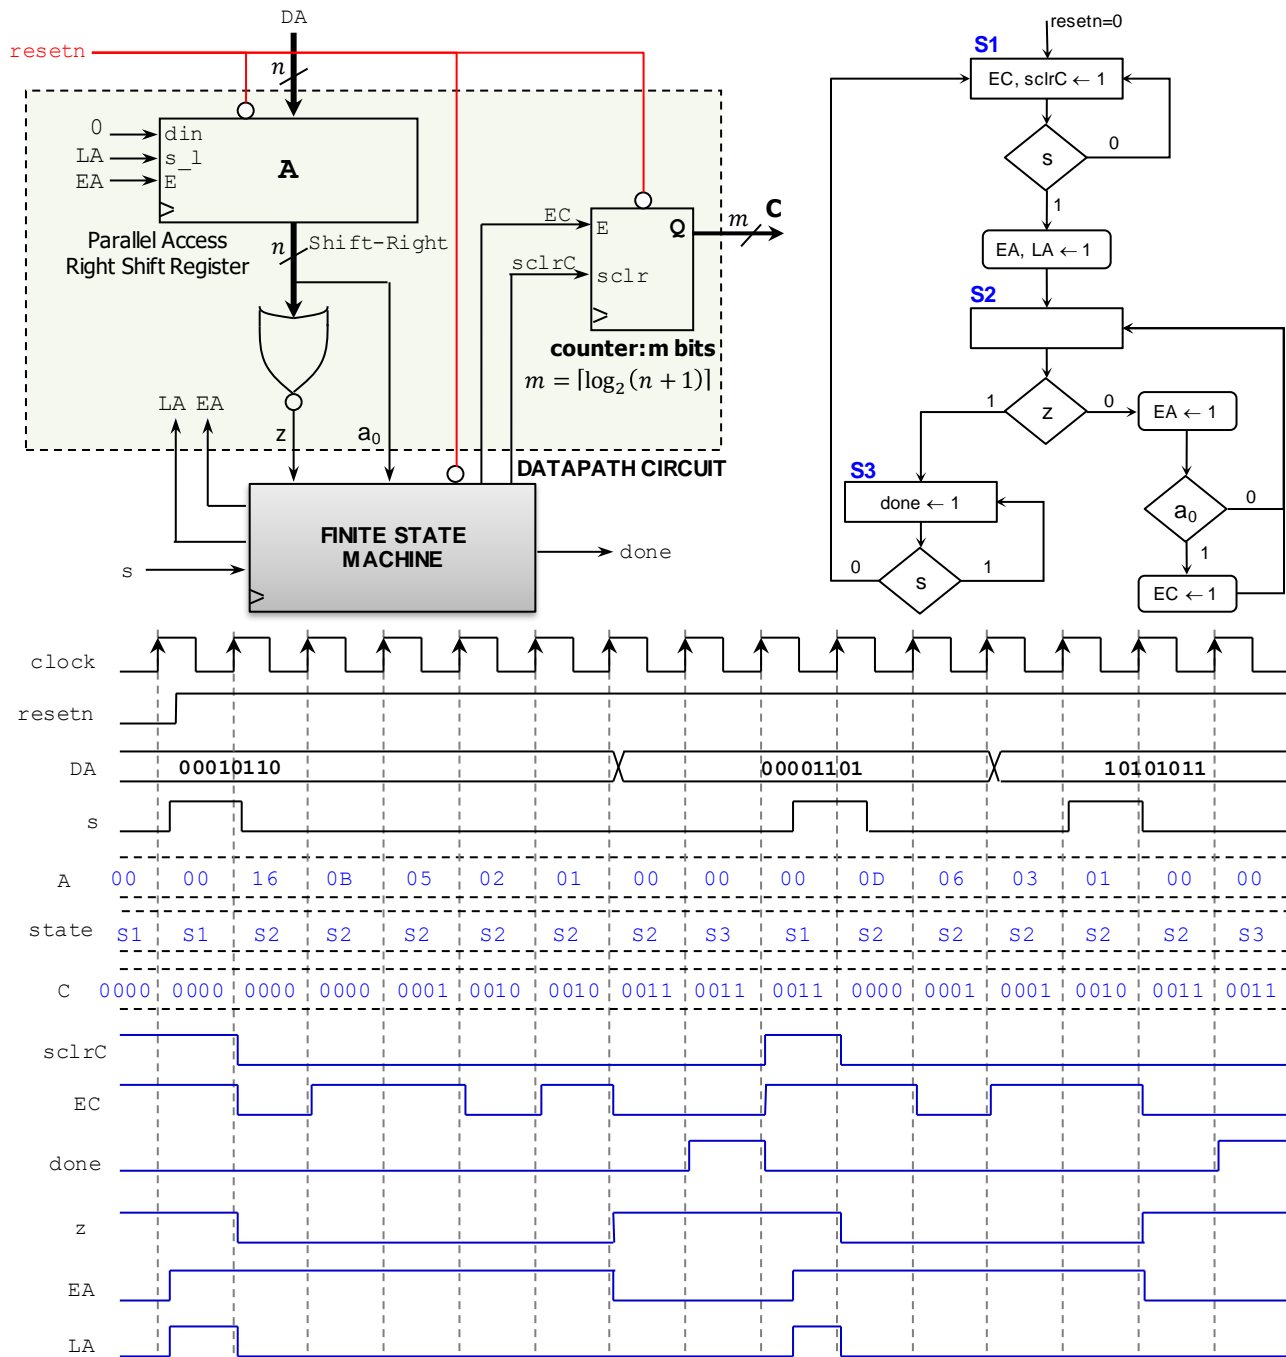 DA
resetn
n
0
din
LA
s_l
EA
E
A
Parallel Access
Right Shift Register
n
Shift-Right
EC
E
Q
m
C
sclrC
sclr
counter: m bits
m = ⌈log₂(n + 1)⌉
LA EA
z
a₀
DATAPATH CIRCUIT
FINITE STATE
MACHINE
s
done
resetn=0
S1
EC, sclrC ← 1
s
0
1
EA, LA ← 1
S2
z
1
0
EA ← 1
S3
done ← 1
a₀
0
1
s
0
1
EC ← 1
clock
resetn
DA 00010110 00001101 10101011
s
A 00 00 16 0B 05 02 01 00 00 00 0D 06 03 01 00 00
state S1 S1 S2 S2 S2 S2 S2 S2 S3 S1 S2 S2 S2 S2 S2 S3
C 0000 0000 0000 0000 0001 0010 0010 0011 0011 0011 0000 0001 0001 0010 0011 0011
sclrC
EC
done
z
EA
LA